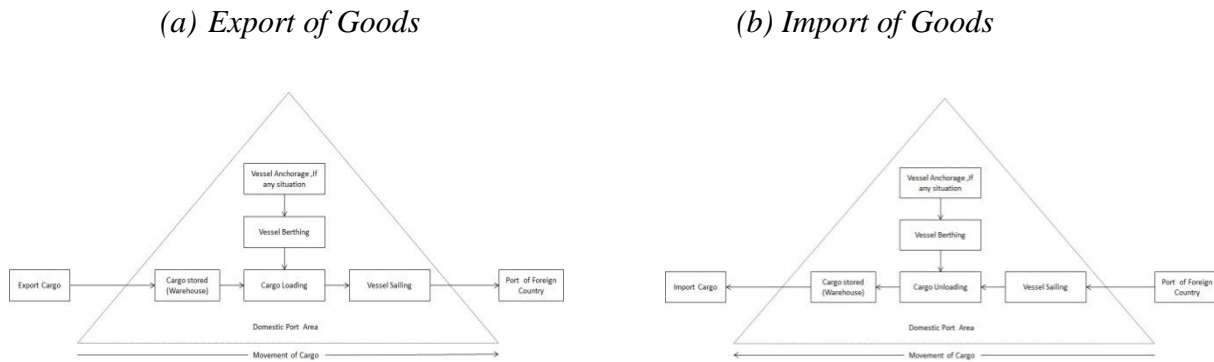 (a) Export of Goods
Vessel Anchorage ,If
any situation
Vessel Berthing
Export Cargo
Cargo stored
(Warehouse)
Cargo Loading
Vessel Sailing
Port of Foreign
Country
Domestic Port Area
Movement of Cargo
(b) Import of Goods
Vessel Anchorage ,If
any situation
Vessel Berthing
Import Cargo
Cargo stored
(Warehouse)
Cargo Unloading
Vessel Sailing
Port of Foreign
Country
Domestic Port Area
Movement of Cargo